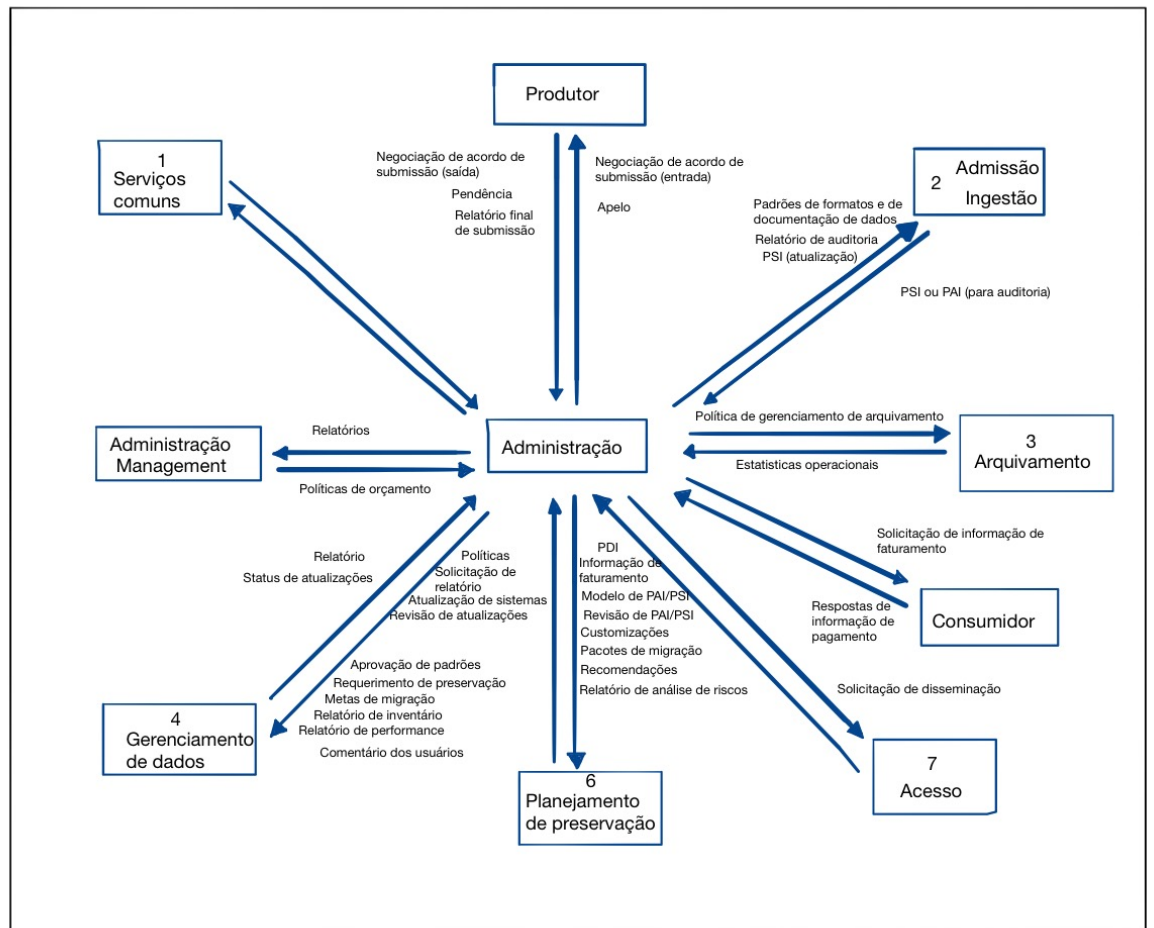 Produtor
1
Serviços
comuns
Negociação de acordo de
submissão (saída)
Pendência
Relatório final
de submissão
Negociação de acordo de
submissão (entrada)
Apelo
2
Admissão
Ingestão
Padrões de formatos e de
documentação de dados
Relatório de auditoria
PSI (atualização)
PSI ou PAI (para auditoria)
Administração
Management
Relatórios
Políticas de orçamento
Administração
Política de gerenciamento de arquivamento
Estatisticas operacionais
3
Arquivamento
Solicitação de informação de
faturamento
Respostas de
informação de
pagamento
Consumidor
Relatório
Status de atualizações
Políticas
Solicitação de
relatório
Atualização de sistemas
Revisão de atualizações
Aprovação de padrões
Requerimento de preservação
Metas de migração
Relatório de inventário
Relatório de performance
Comentário dos usuários
PDI
Informação de
faturamento
Modelo de PAI/PSI
Revisão de PAI/PSI
Customizações
Pacotes de migração
Recomendações
Relatório de análise de riscos
Solicitação de disseminação
4
Gerenciamento
de dados
6
Planejamento
de preservação
7
Acesso